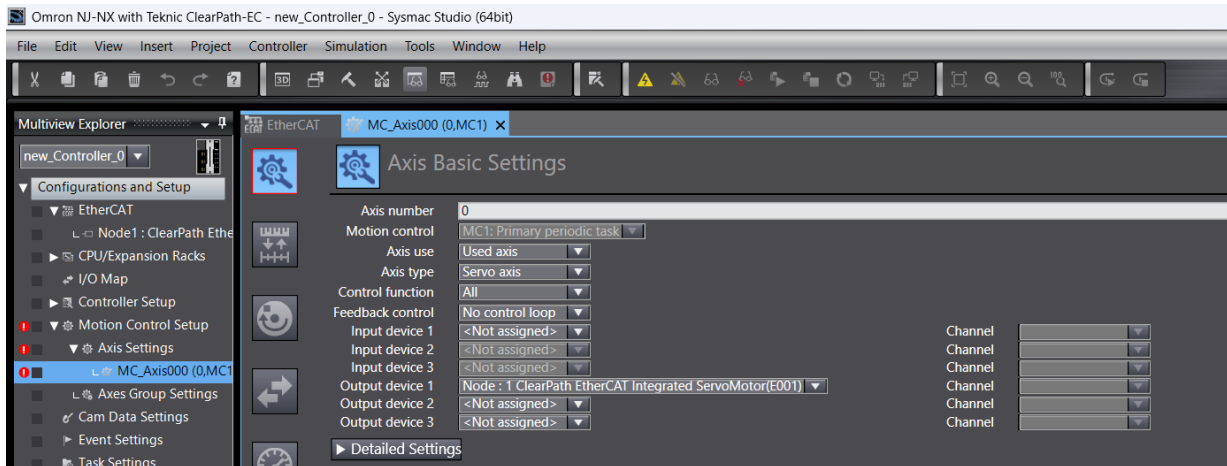 Omron NJ-NX with Teknic ClearPath-EC - new_Controller_0 - Sysmac Studio (64bit)
File Edit View Insert Project Controller Simulation Tools Window Help
3D
100
Multiview Explorer
new_Controller_0
Configurations and Setup
EtherCAT
Node1 : ClearPath Ethe
CPU/Expansion Racks
I/O Map
Controller Setup
Motion Control Setup
Axis Settings
MC_Axis000 (0,MC1
Axes Group Settings
Cam Data Settings
Event Settings
Task Settings
EtherCAT MC_Axis000 (0,MC1)
Axis Basic Settings
Axis number 0
Motion control MC1: Primary periodic task
Axis use Used axis
Axis type Servo axis
Control function All
Feedback control No control loop
Input device 1 <Not assigned> Channel
Input device 2 <Not assigned> Channel
Input device 3 <Not assigned> Channel
Output device 1 Node : 1 ClearPath EtherCAT Integrated ServoMotor(E001) Channel
Output device 2 <Not assigned> Channel
Output device 3 <Not assigned> Channel
Detailed Settings